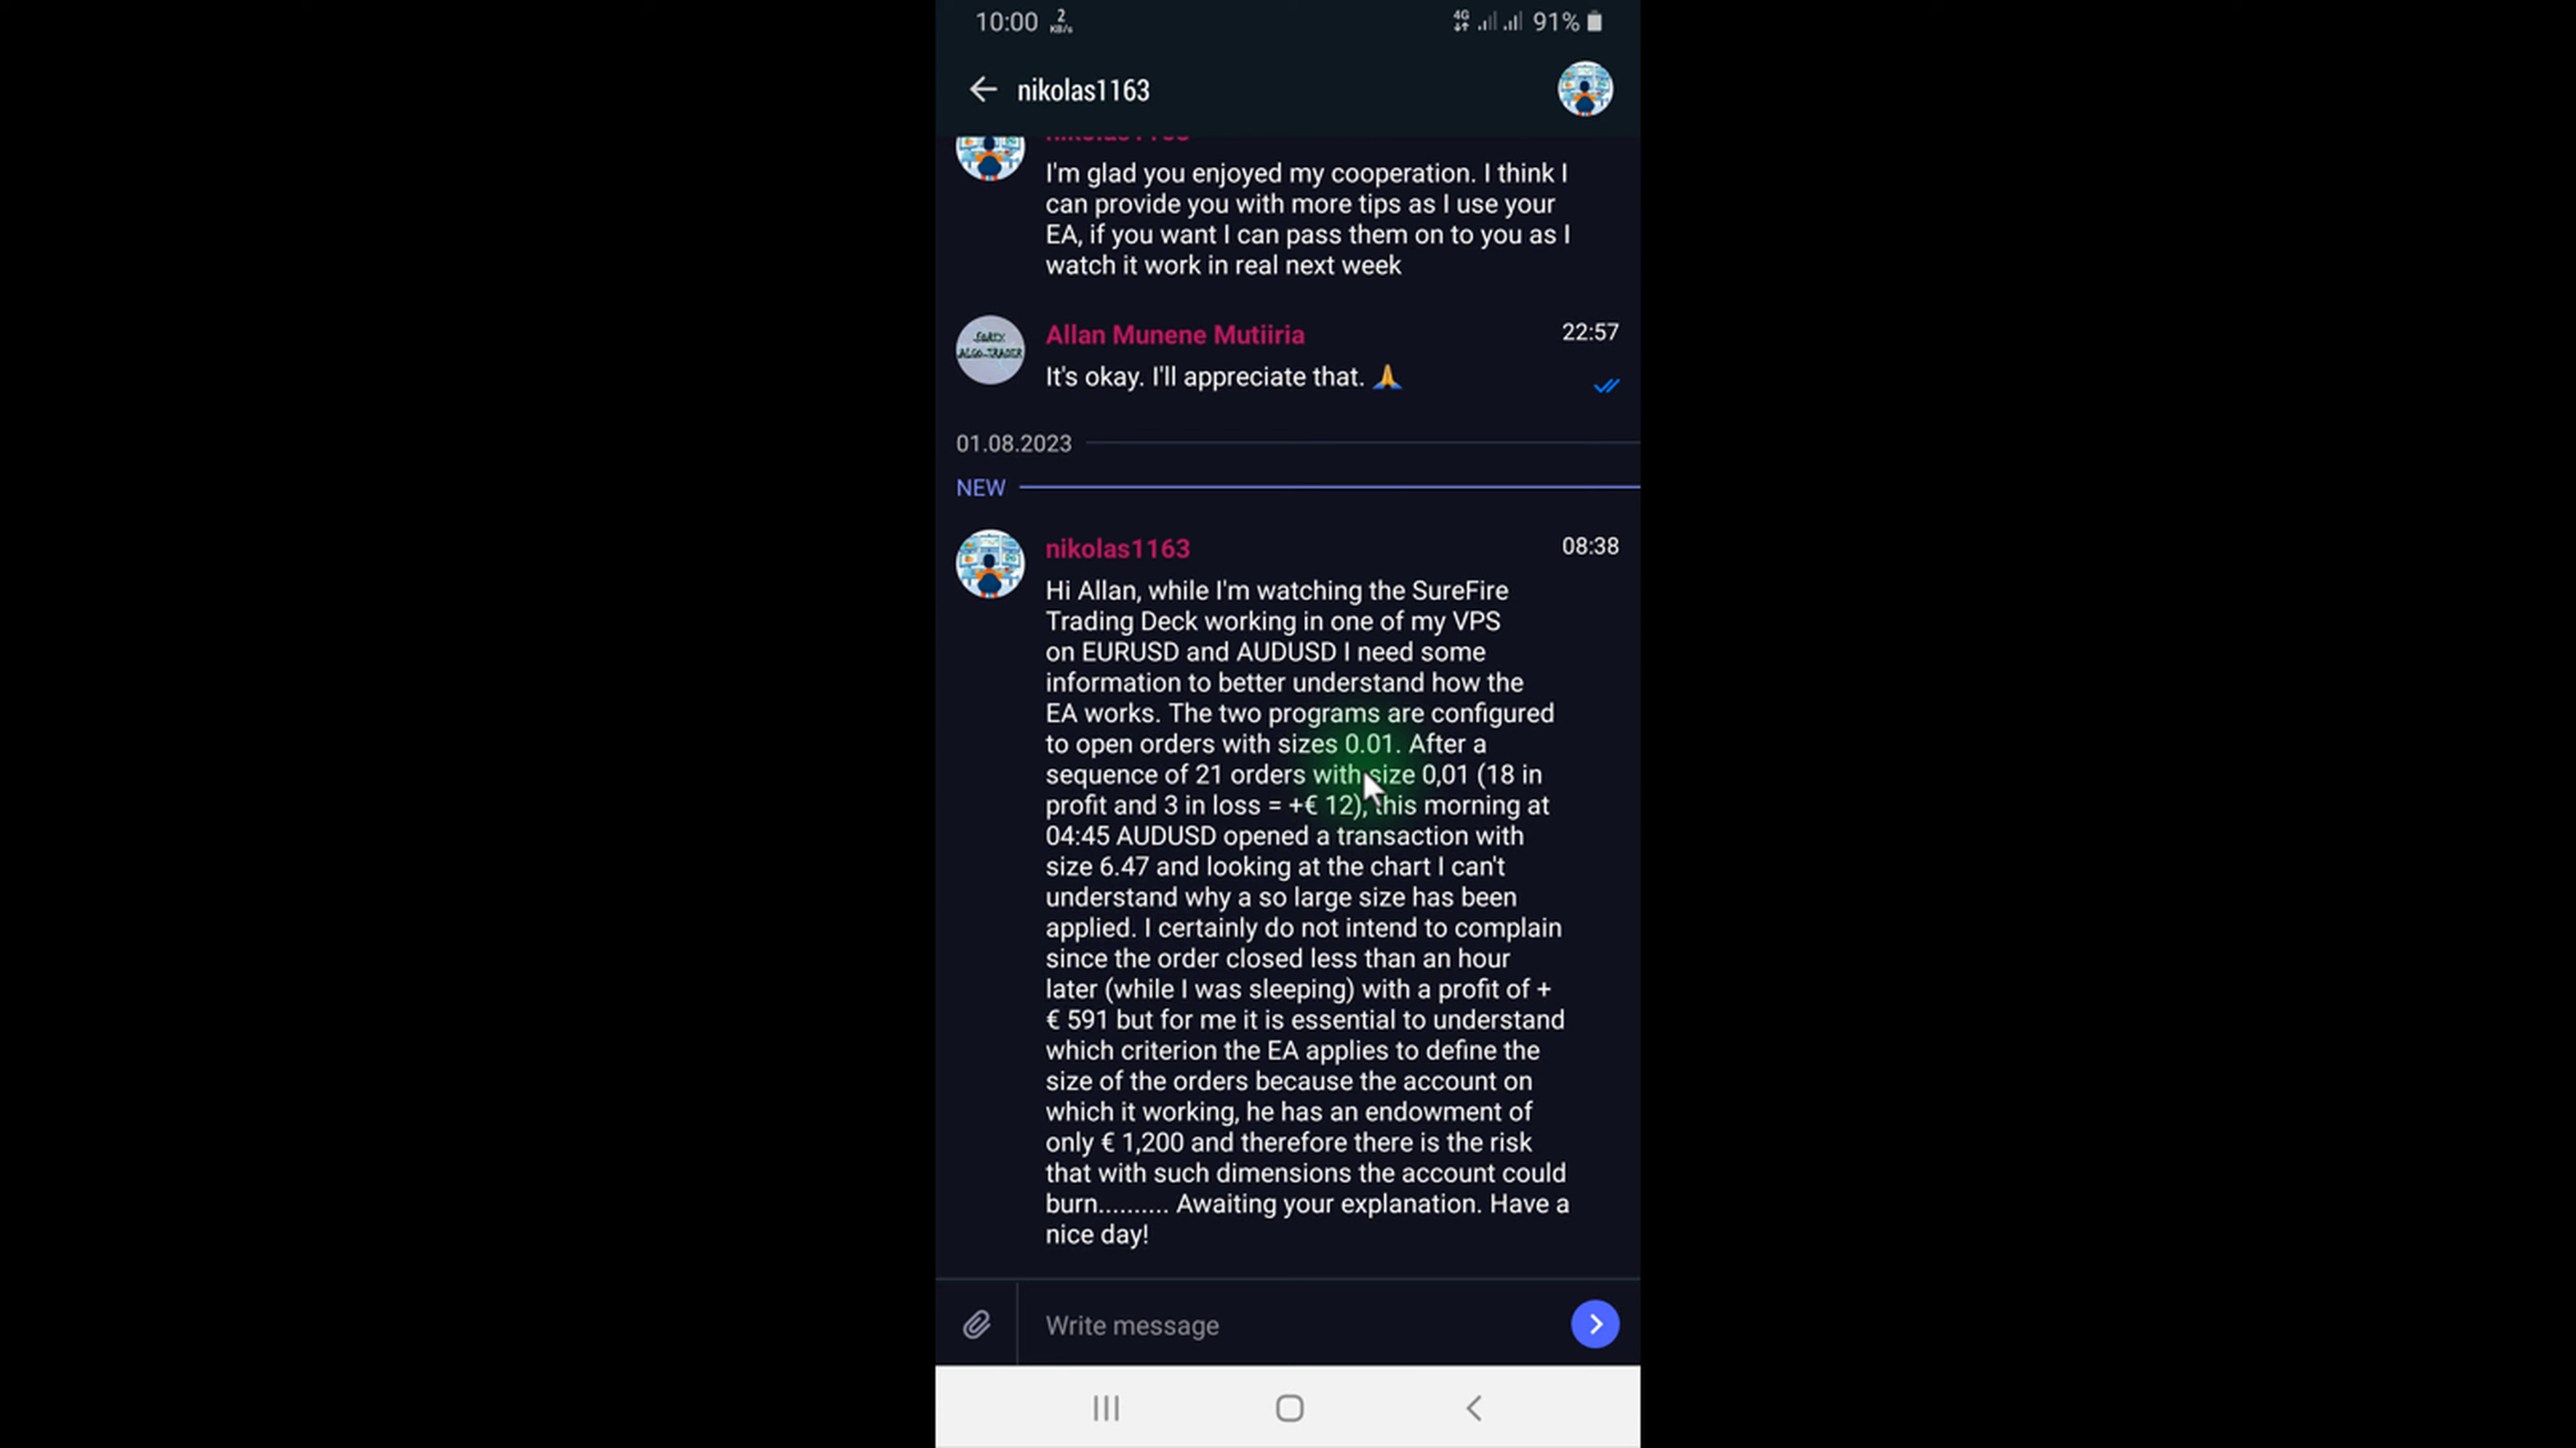 10:00 2 KB/s 4G 91%
nikolas1163
I'm glad you enjoyed my cooperation. I think I
can provide you with more tips as I use your
EA, if you want I can pass them on to you as I
watch it work in real next week
Allan Munene Mutiiria 22:57
FOREX
ALGO-TRADER
It's okay. I'll appreciate that. 🙏
01.08.2023
NEW
nikolas1163 08:38
Hi Allan, while I'm watching the SureFire
Trading Deck working in one of my VPS
on EURUSD and AUDUSD I need some
information to better understand how the
EA works. The two programs are configured
to open orders with sizes 0.01. After a
sequence of 21 orders with size 0,01 (18 in
profit and 3 in loss = +€ 12), this morning at
04:45 AUDUSD opened a transaction with
size 6.47 and looking at the chart I can't
understand why a so large size has been
applied. I certainly do not intend to complain
since the order closed less than an hour
later (while I was sleeping) with a profit of +
€ 591 but for me it is essential to understand
which criterion the EA applies to define the
size of the orders because the account on
which it working, he has an endowment of
only € 1,200 and therefore there is the risk
that with such dimensions the account could
burn.......... Awaiting your explanation. Have a
nice day!
Write message